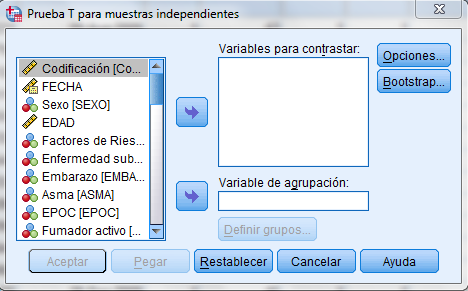 Prueba T para muestras independientes
Codificación [Co...
FECHA
Sexo [SEXO]
EDAD
Factores de Ries...
Enfermedad sub...
Embarazo [EMBA...
Asma [ASMA]
EPOC [EPOC]
Fumador activo [...
Variables para contrastar:
Variable de agrupación:
Definir grupos...
Opciones...
Bootstrap...
Aceptar
Pegar
Restablecer
Cancelar
Ayuda